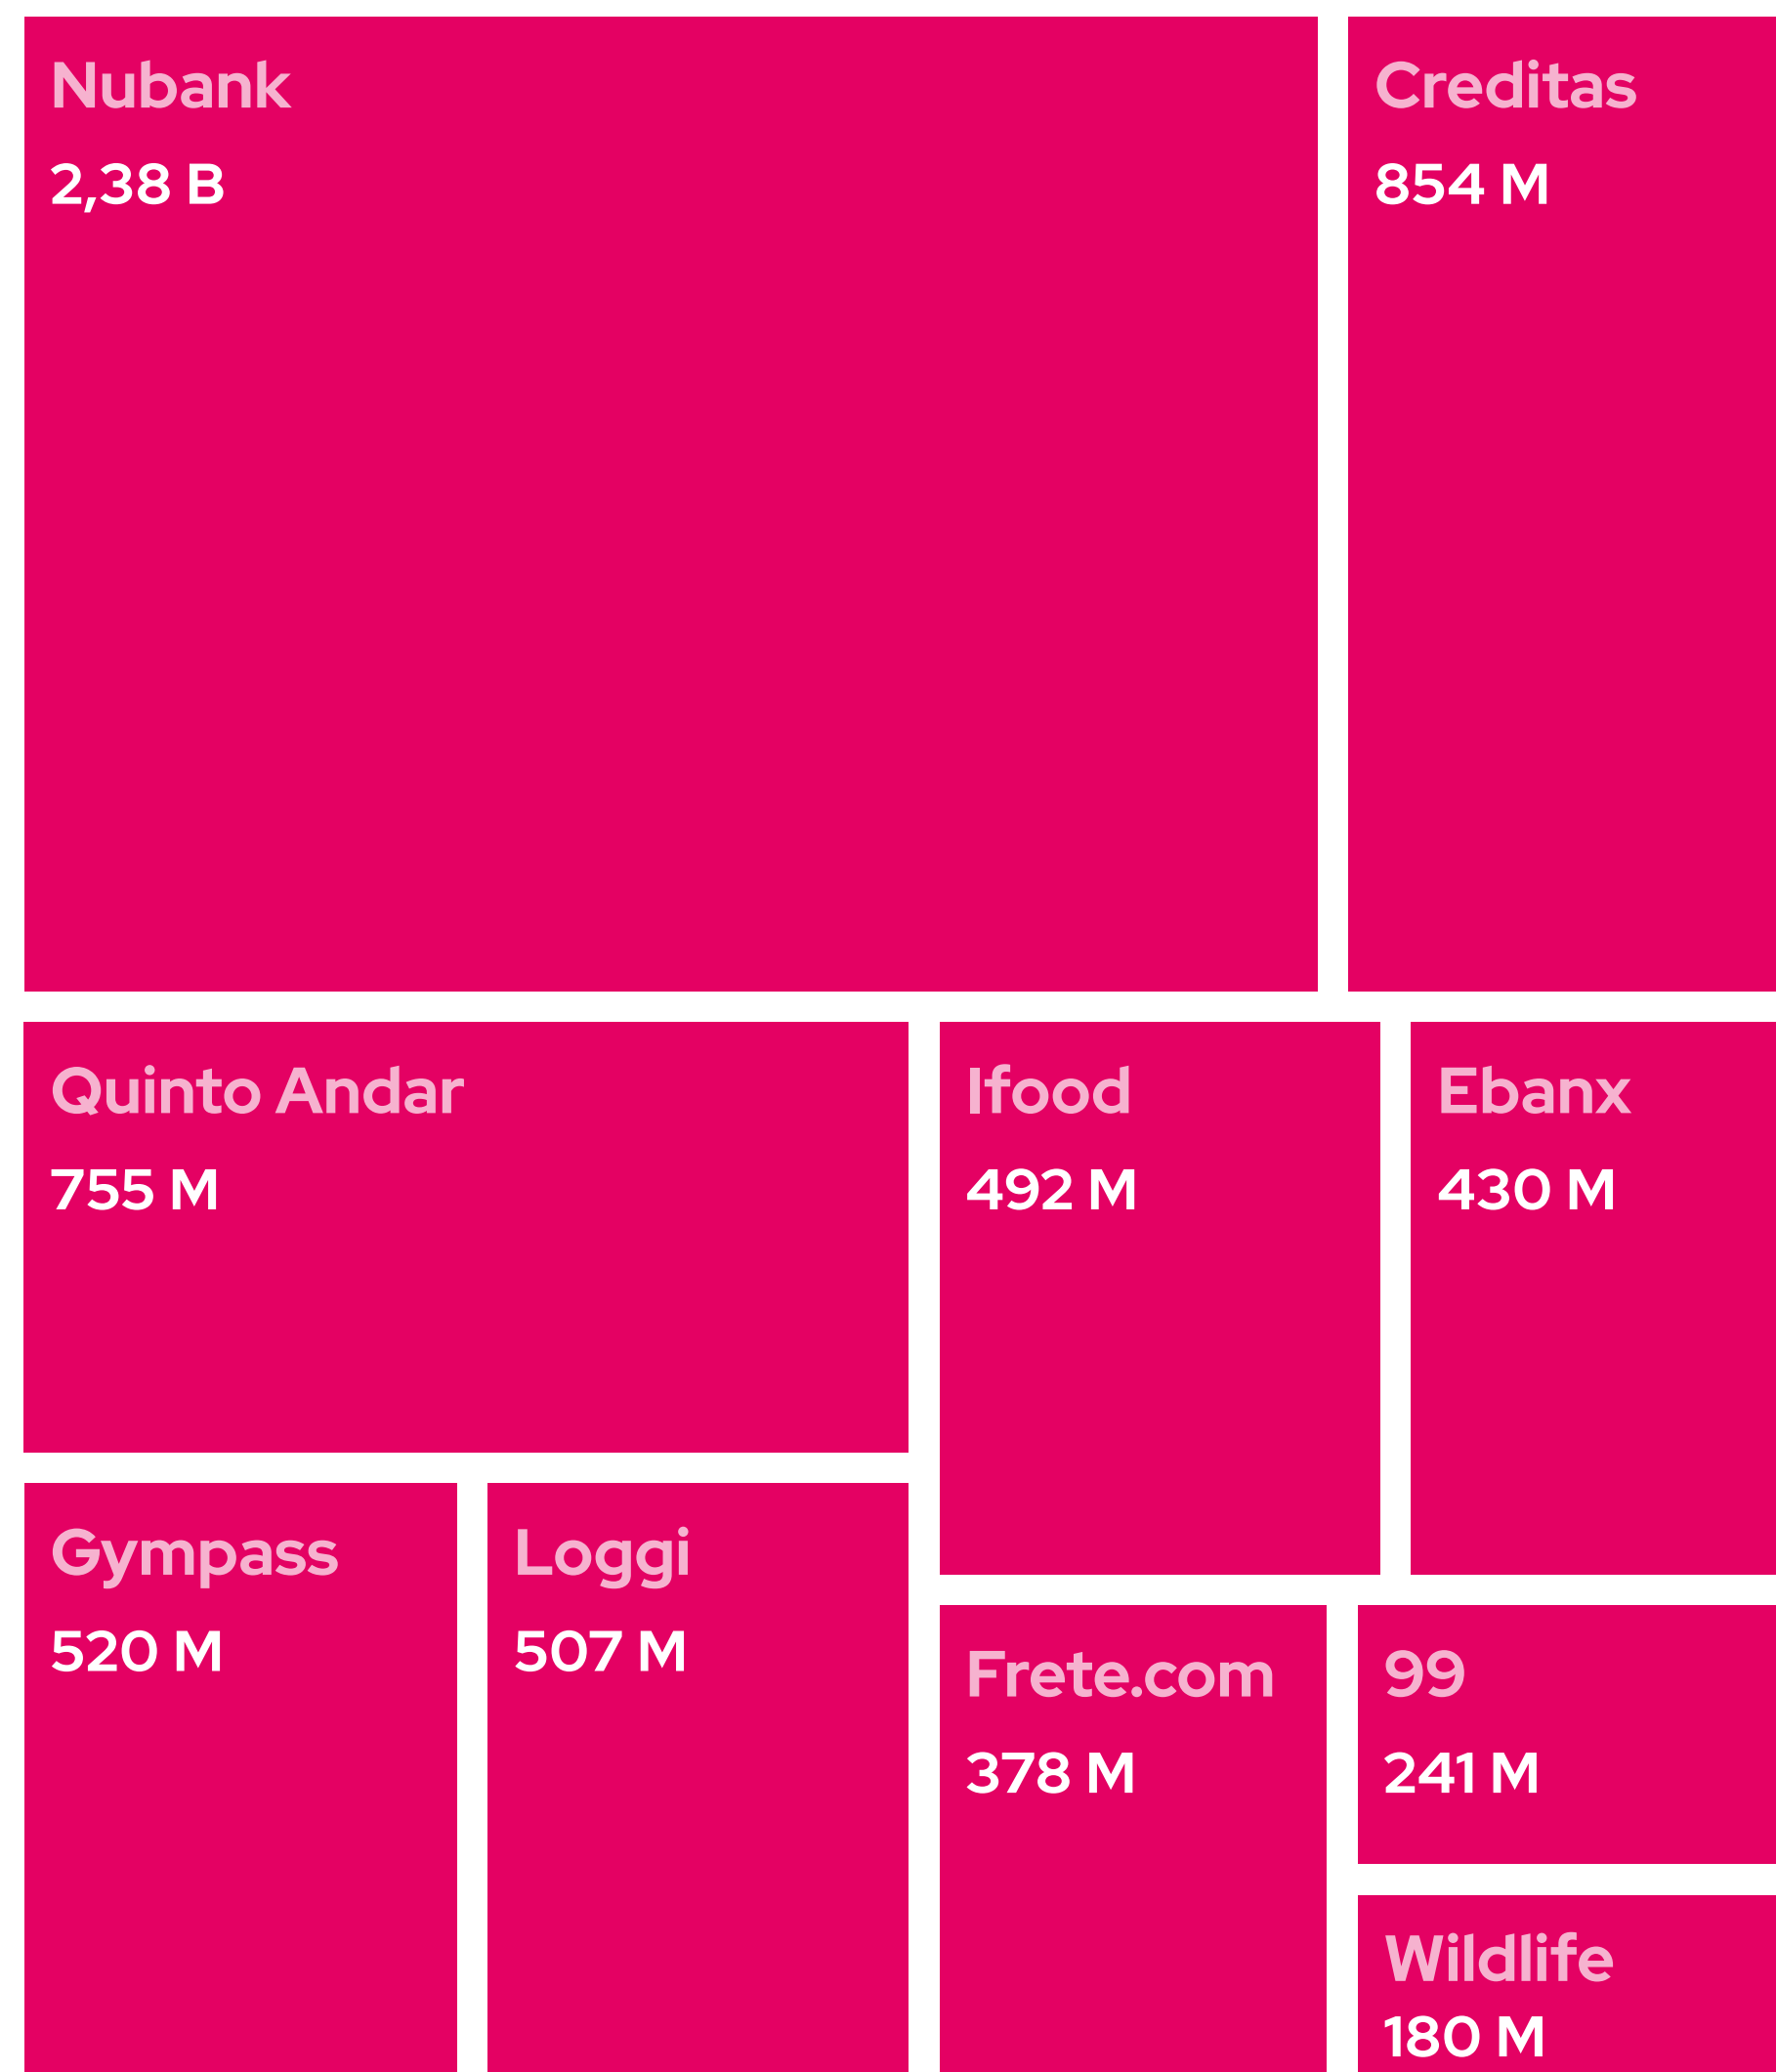 Nubank
2,38 B
Creditas
854 M
Quinto Andar
755 M
Ifood
492 M
Ebanx
430 M
Gympass
520 M
Loggi
507 M
Frete.com
378 M
99
241 M
Wildlife
180 M